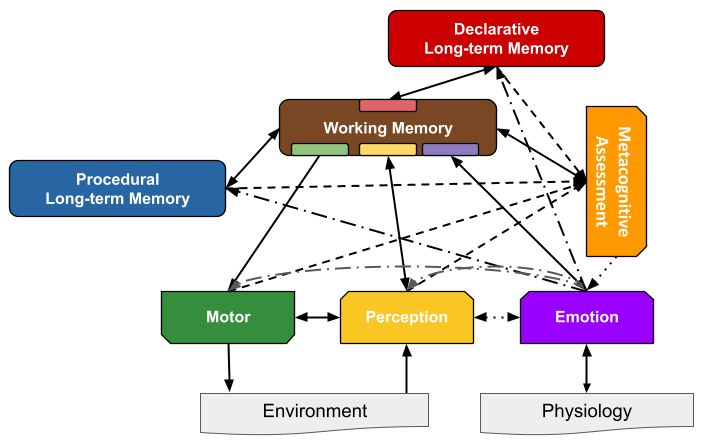 Declarative
Long-term Memory
Working Memory
Metacognitive
Assessment
Procedural
Long-term Memory
Motor
Perception
Emotion
Environment
Physiology